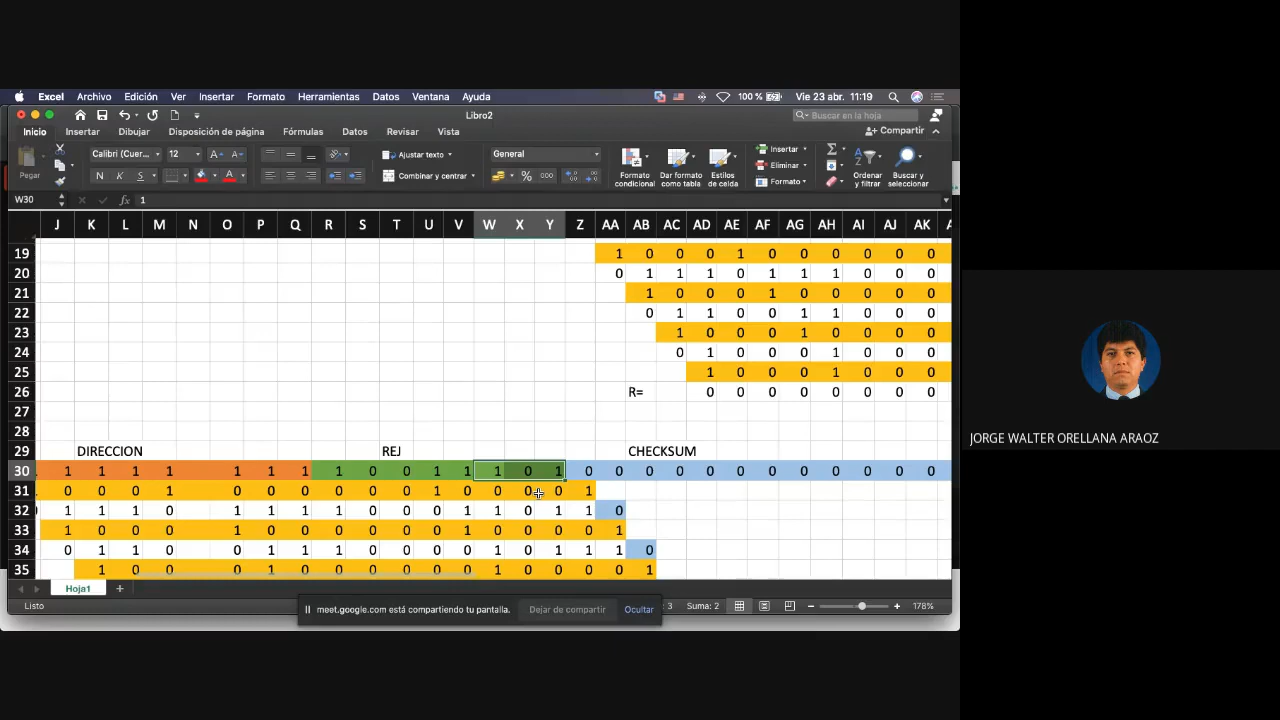 Excel Archivo Edición Ver Insertar Formato Herramientas Datos Ventana Ayuda 100 % Vie 23 abr. 11:19
Libro2
Buscar en la hoja
Inicio Insertar Dibujar Disposición de página Fórmulas Datos Revisar Vista
Compartir
Pegar
Calibri (Cuer... 12
N K S
Ajustar texto
Combinar y centrar
General
% 000
Formato condicional
Dar formato como tabla
Estilos de celda
Insertar
Eliminar
Formato
Ordenar y filtrar
Buscar y seleccionar
W30 fx 1
J K L M N O P Q R S T U V W X Y Z AA AB AC AD AE AF AG AH AI AJ AK
19 1 0 0 0 1 0 0 0 0 0 0
20 0 1 1 1 0 1 1 1 0 0 0
21 1 0 0 0 1 0 0 0 0 0
22 0 1 1 0 0 1 1 0 0 0
23 1 0 0 0 1 0 0 0 0
24 0 1 0 0 0 1 0 0 0
25 1 0 0 0 1 0 0 0
26 R= 0 0 0 0 0 0 0 0
27
28
29 DIRECCION REJ CHECKSUM
30 1 1 1 1 1 1 1 1 0 0 1 1 1 0 1 0 0 0 0 0 0 0 0 0 0 0 0
31 0 0 0 1 0 0 0 0 0 0 1 0 0 0 0 1
32 1 1 1 0 1 1 1 1 0 0 0 1 1 0 1 1 0
33 1 0 0 0 1 0 0 0 0 0 0 1 0 0 0 0 1
34 0 1 1 0 0 1 1 1 0 0 0 0 1 0 1 1 1 0
35 1 0 0 0 1 0 0 0 0 0 1 0 0 0 0 1
Hoja1
Listo
meet.google.com está compartiendo tu pantalla. Dejar de compartir Ocultar
3 Suma: 2 178%
JORGE WALTER ORELLANA ARAOZ